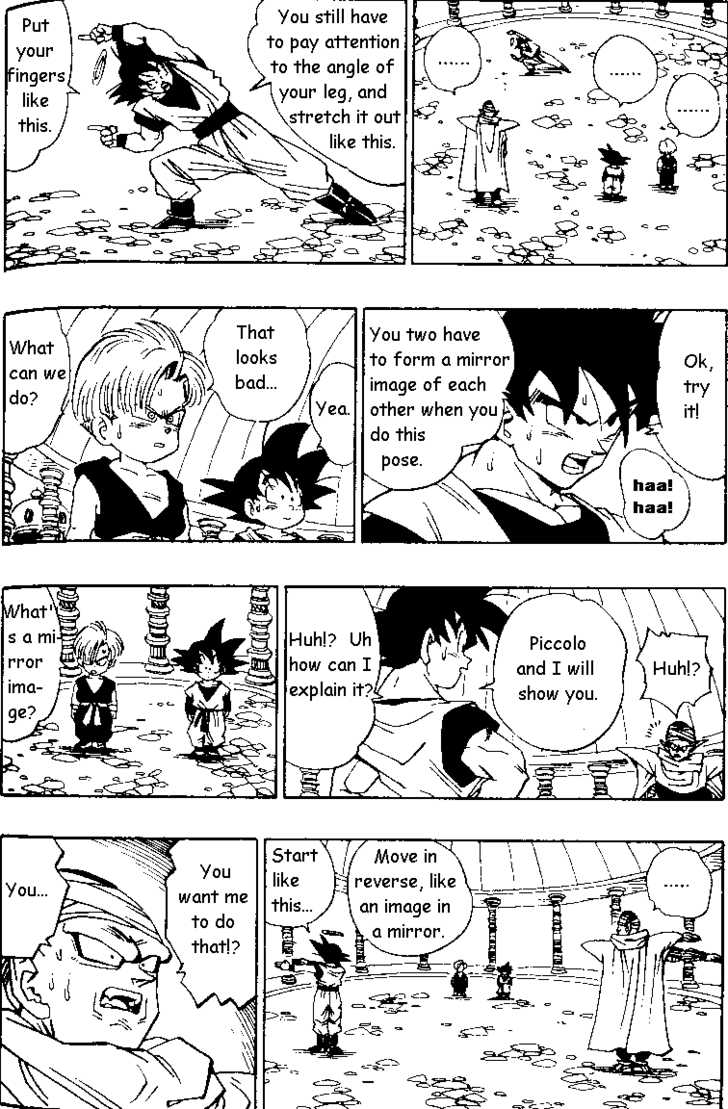 Put
your
fingers
like
this.
You still have
to pay attention
to the angle of
your leg, and
stretch it out
like this.
......
......
......
What
can we
do?
That
looks
bad...
Yea.
You two have
to form a mirror
image of each
other when you
do this
pose.
Ok,
try
it!
haa!
haa!
What'
s a mi-
rror
ima-
ge?
Huh!? Uh
how can I
explain it?
Piccolo
and I will
show you.
Huh!?
You...
You
want me
to do
that!?
Start
like
this...
Move in
reverse, like
an image in
a mirror.
.....